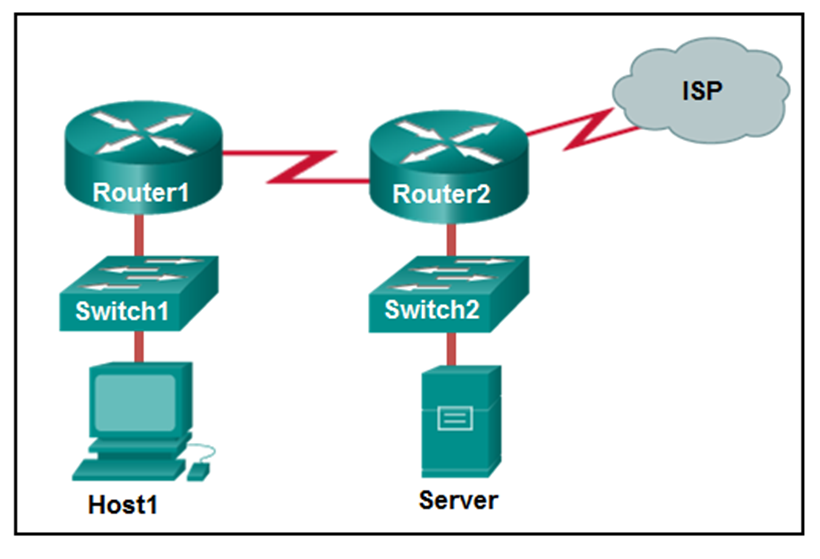 ISP
Router1
Router2
Switch1
Switch2
Host1
Server